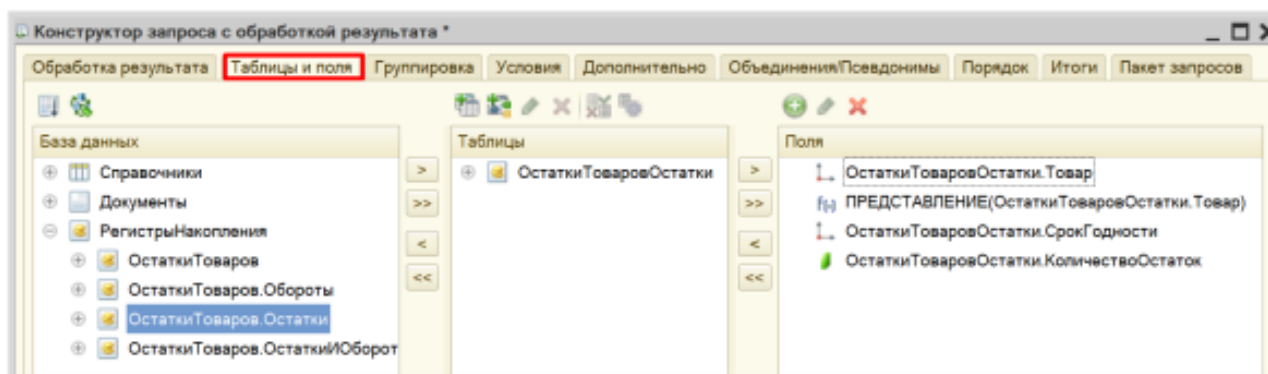 Конструктор запроса с обработкой результата *
Обработка результата Таблицы и поля Группировка Условия Дополнительно Объединения/Псевдонимы Порядок Итоги Пакет запросов
База данных
Справочники
Документы
РегистрыНакопления
ОстаткиТоваров
ОстаткиТоваров.Обороты
ОстаткиТоваров.Остатки
ОстаткиТоваров.ОстаткиИОборот
>
>>
<
<<
Таблицы
ОстаткиТоваровОстатки
>
>>
<
<<
Поля
ОстаткиТоваровОстатки.Товар
ПРЕДСТАВЛЕНИЕ(ОстаткиТоваровОстатки.Товар)
ОстаткиТоваровОстатки.СрокГодности
ОстаткиТоваровОстатки.КоличествоОстаток